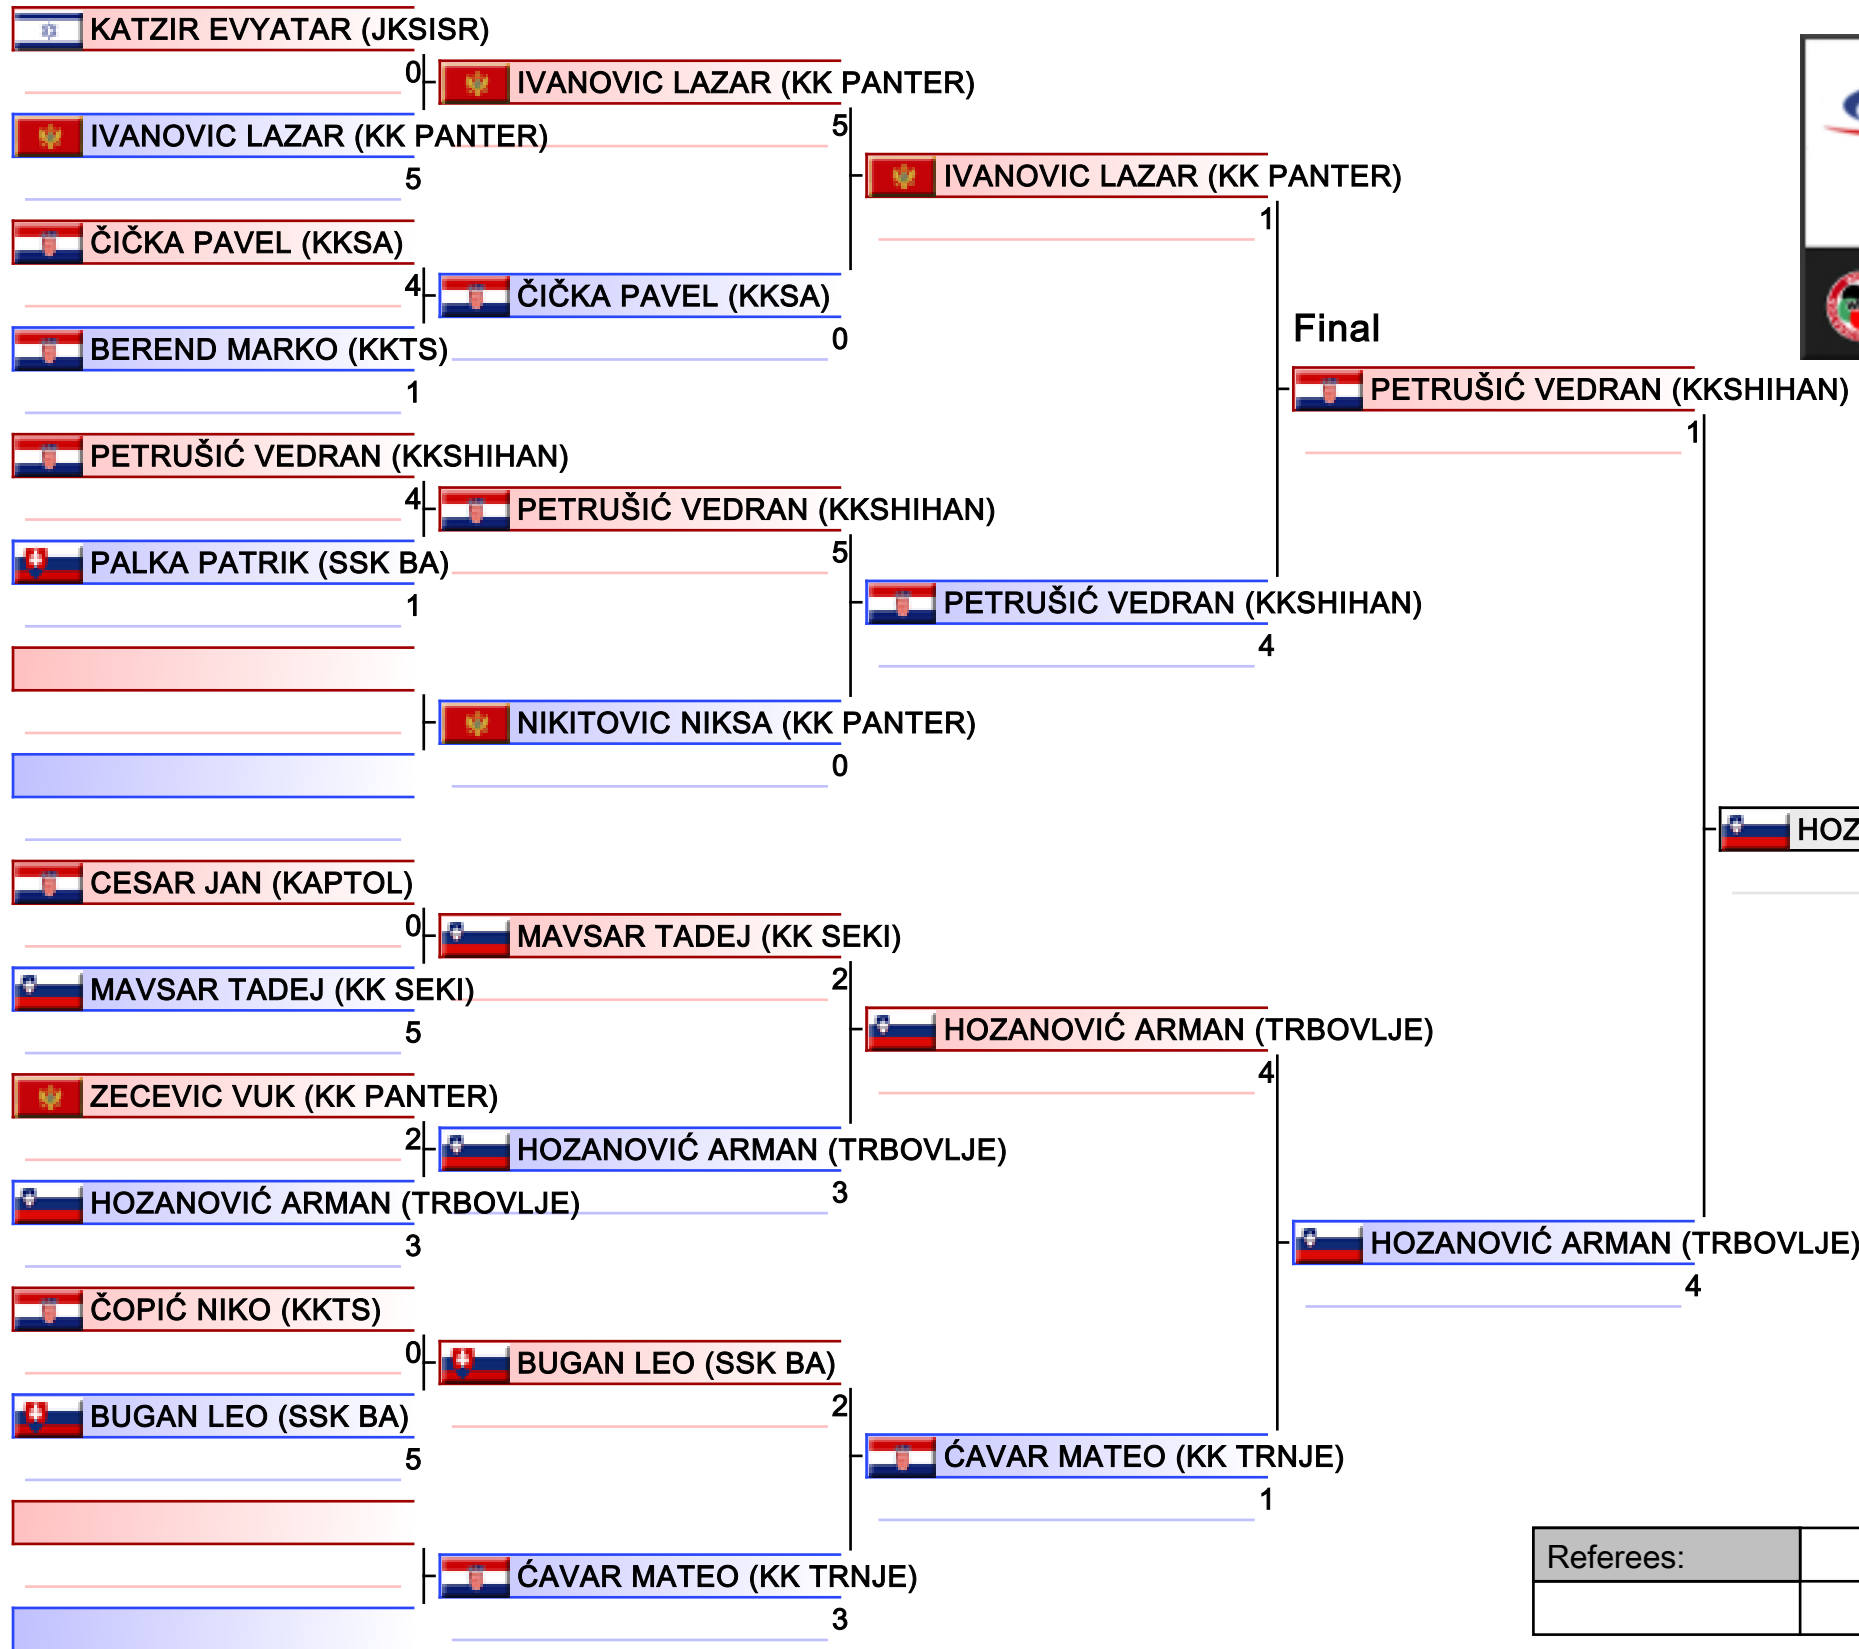 KATZIR EVYATAR (JKSISR)
0
IVANOVIC LAZAR (KK PANTER)
IVANOVIC LAZAR (KK PANTER)
5
5
IVANOVIC LAZAR (KK PANTER)
1
ČIČKA PAVEL (KKSA)
4
ČIČKA PAVEL (KKSA)
0
BEREND MARKO (KKTS)
1
Final
PETRUŠIĆ VEDRAN (KKSHIHAN)
1
PETRUŠIĆ VEDRAN (KKSHIHAN)
4
PETRUŠIĆ VEDRAN (KKSHIHAN)
5
PALKA PATRIK (SSK BA)
1
PETRUŠIĆ VEDRAN (KKSHIHAN)
4
NIKITOVIC NIKSA (KK PANTER)
0
HOZ
CESAR JAN (KAPTOL)
0
MAVSAR TADEJ (KK SEKI)
2
MAVSAR TADEJ (KK SEKI)
5
HOZANOVIĆ ARMAN (TRBOVLJE)
4
ZECEVIC VUK (KK PANTER)
2
HOZANOVIĆ ARMAN (TRBOVLJE)
3
HOZANOVIĆ ARMAN (TRBOVLJE)
3
HOZANOVIĆ ARMAN (TRBOVLJE)
4
ČOPIĆ NIKO (KKTS)
0
BUGAN LEO (SSK BA)
2
BUGAN LEO (SSK BA)
5
ĆAVAR MATEO (KK TRNJE)
1
ĆAVAR MATEO (KK TRNJE)
3
Referees: